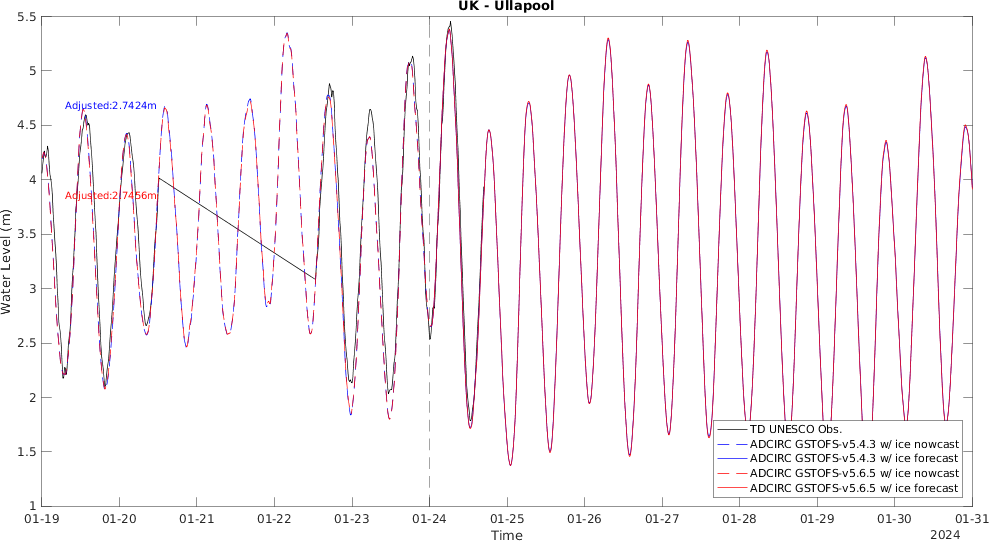 UK - Ullapool
5.5
5
4.5
4
3.5
3
2.5
2
1.5
1
Water Level (m)
Adjusted:2.7424m
Adjusted:2.7456m
TD UNESCO Obs.
ADCIRC GSTOFS-v5.4.3 w/ ice nowcast
ADCIRC GSTOFS-v5.4.3 w/ ice forecast
ADCIRC GSTOFS-v5.6.5 w/ ice nowcast
ADCIRC GSTOFS-v5.6.5 w/ ice forecast
01-19 01-20 01-21 01-22 01-23 01-24 01-25 01-26 01-27 01-28 01-29 01-30 01-31
Time
2024